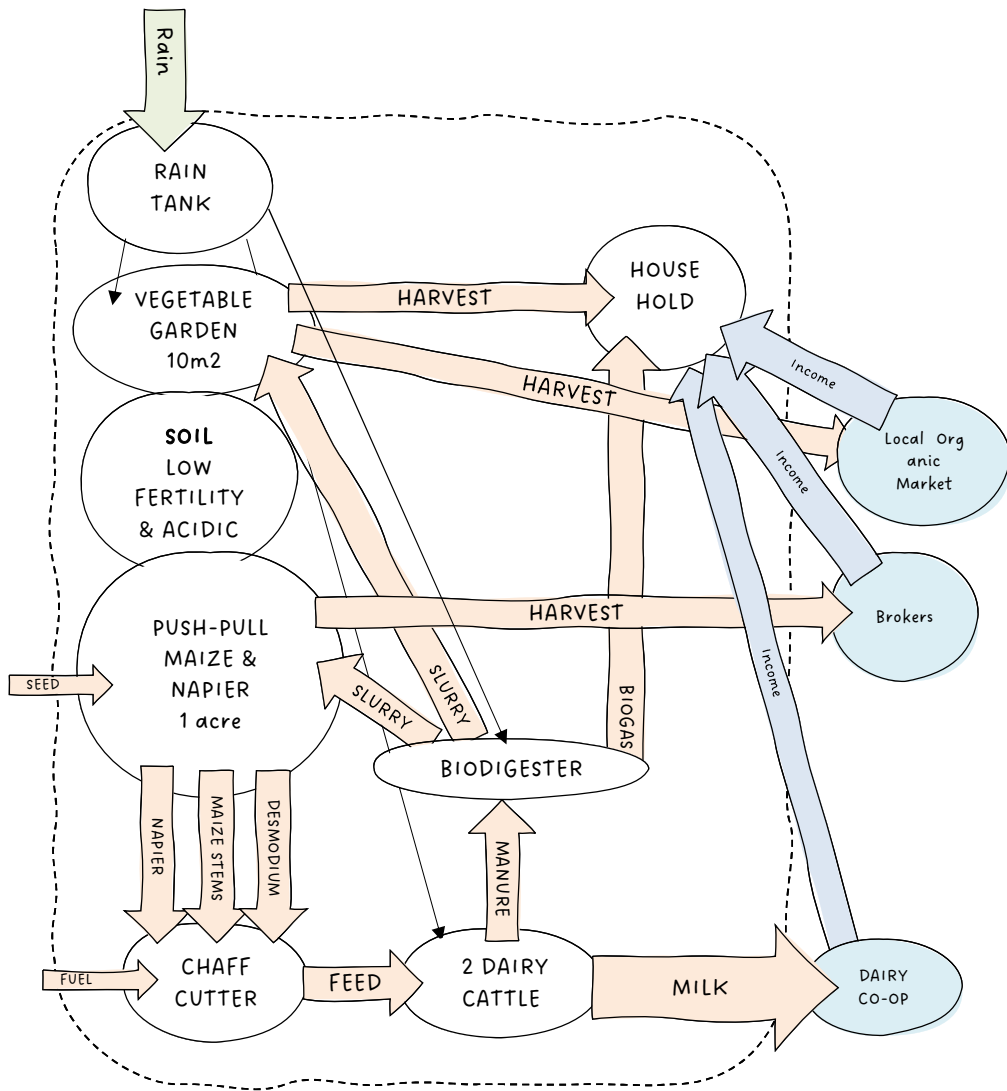 Rain
RAIN
TANK
VEGETABLE
GARDEN
10m2
HARVEST
HOUSE
HOLD
HARVEST
Income
Local Org
anic
Market
SOIL
LOW
FERTILITY
& ACIDIC
Income
PUSH-PULL
MAIZE &
NAPIER
1 acre
HARVEST
Brokers
SEED
SLURRY
SLURRY
BIOGAS
Income
BIODIGESTER
NAPIER
MAIZE STEMS
DESMODIUM
MANURE
FUEL
CHAFF
CUTTER
FEED
2 DAIRY
CATTLE
MILK
DAIRY
CO-OP